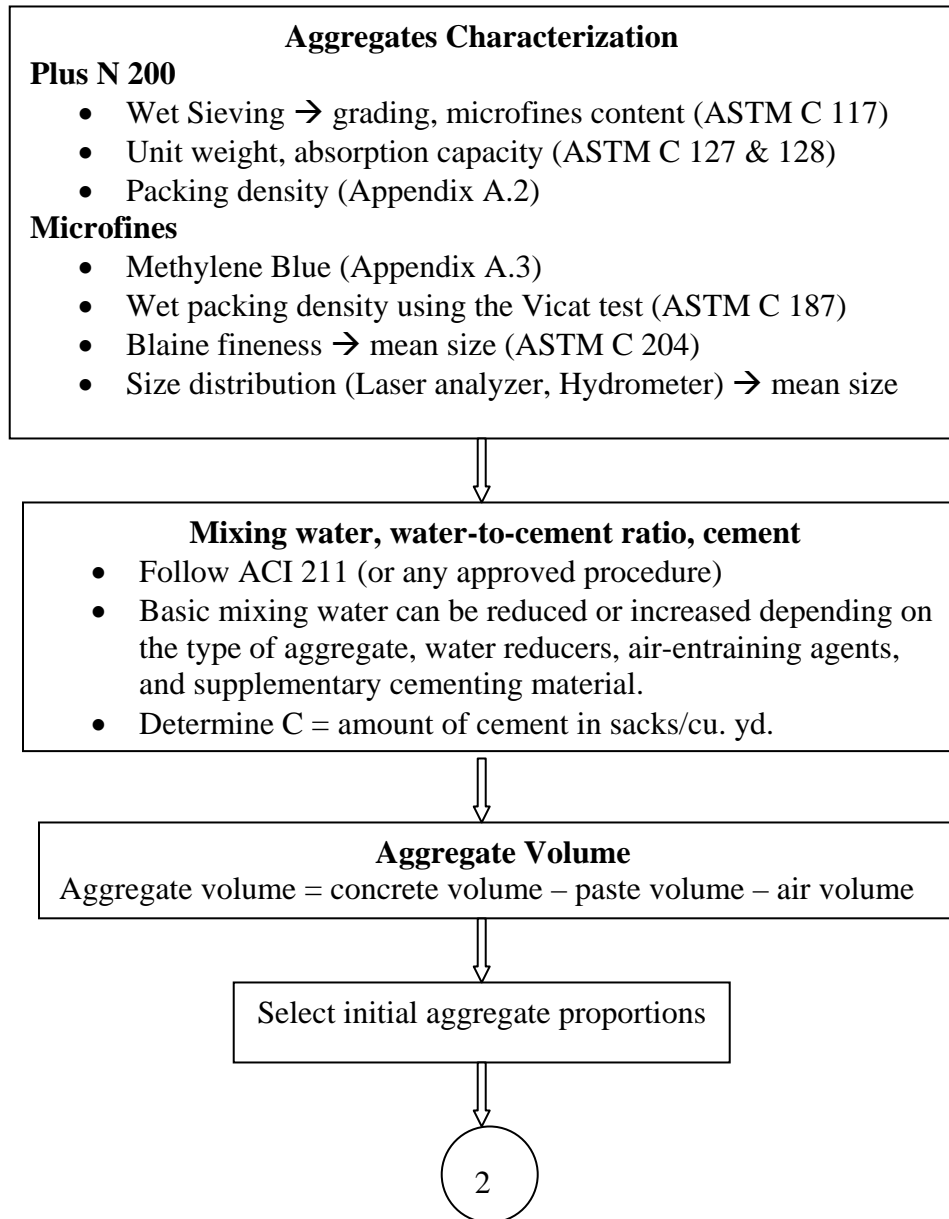 Aggregates Characterization
Plus N 200
• Wet Sieving → grading, microfines content (ASTM C 117)
• Unit weight, absorption capacity (ASTM C 127 & 128)
• Packing density (Appendix A.2)
Microfines
• Methylene Blue (Appendix A.3)
• Wet packing density using the Vicat test (ASTM C 187)
• Blaine fineness → mean size (ASTM C 204)
• Size distribution (Laser analyzer, Hydrometer) → mean size
Mixing water, water-to-cement ratio, cement
• Follow ACI 211 (or any approved procedure)
• Basic mixing water can be reduced or increased depending on
the type of aggregate, water reducers, air-entraining agents,
and supplementary cementing material.
• Determine C = amount of cement in sacks/cu. yd.
Aggregate Volume
Aggregate volume = concrete volume – paste volume – air volume
Select initial aggregate proportions
2